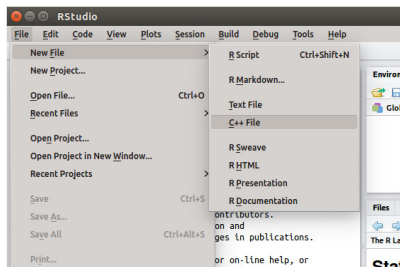 RStudio
File Edit Code View Plots Session Build Debug Tools Help
New File
R Script Ctrl+Shift+N
New Project...
R Markdown...
Environ
Open File... Ctrl+O
Text File
Glo
Recent Files
C++ File
Open Project...
R Sweave
Open Project in New Window...
R HTML
Recent Projects
R Presentation
Save Ctrl+S
R Documentation
Files
Save As...
ontributors.
Save All Ctrl+Alt+S
on and
ges in publications.
The R La
Print...
or on-line help, or
Stat